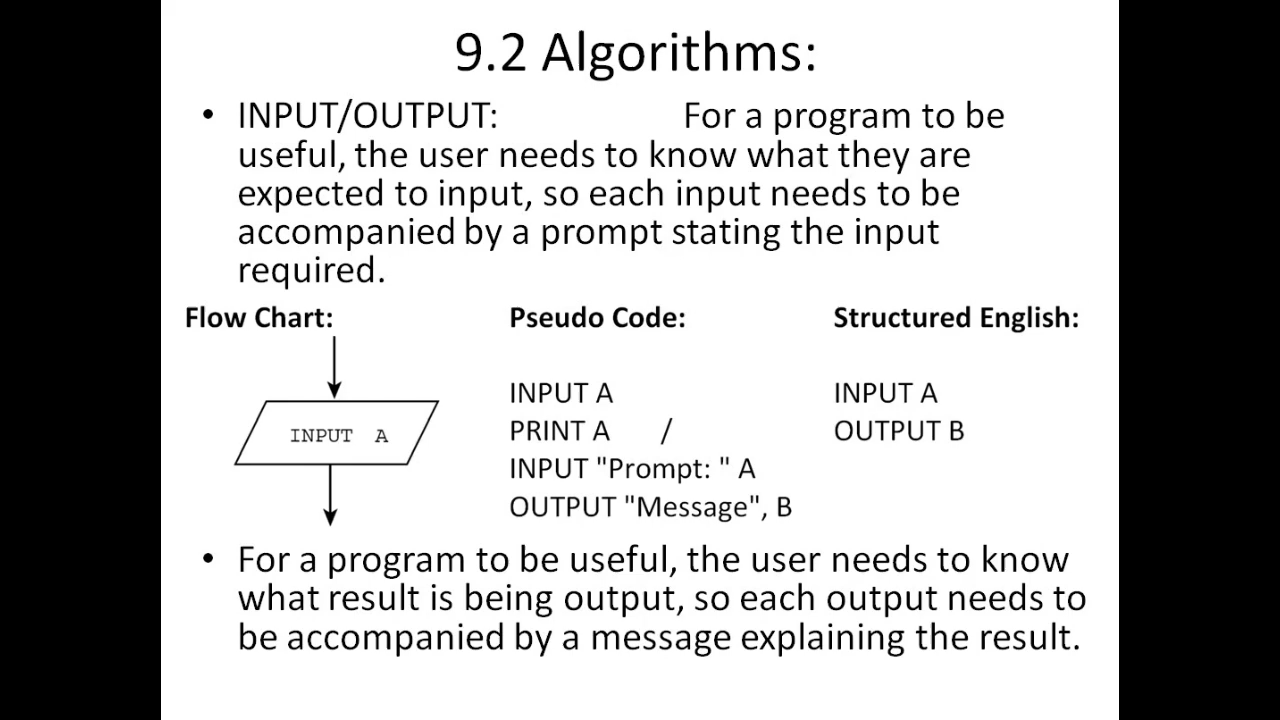 9.2 Algorithms:
• INPUT/OUTPUT: For a program to be
useful, the user needs to know what they are
expected to input, so each input needs to be
accompanied by a prompt stating the input
required.
Flow Chart:
INPUT A
Pseudo Code:
INPUT A
PRINT A /
INPUT "Prompt: " A
OUTPUT "Message", B
Structured English:
INPUT A
OUTPUT B
• For a program to be useful, the user needs to know
what result is being output, so each output needs to
be accompanied by a message explaining the result.